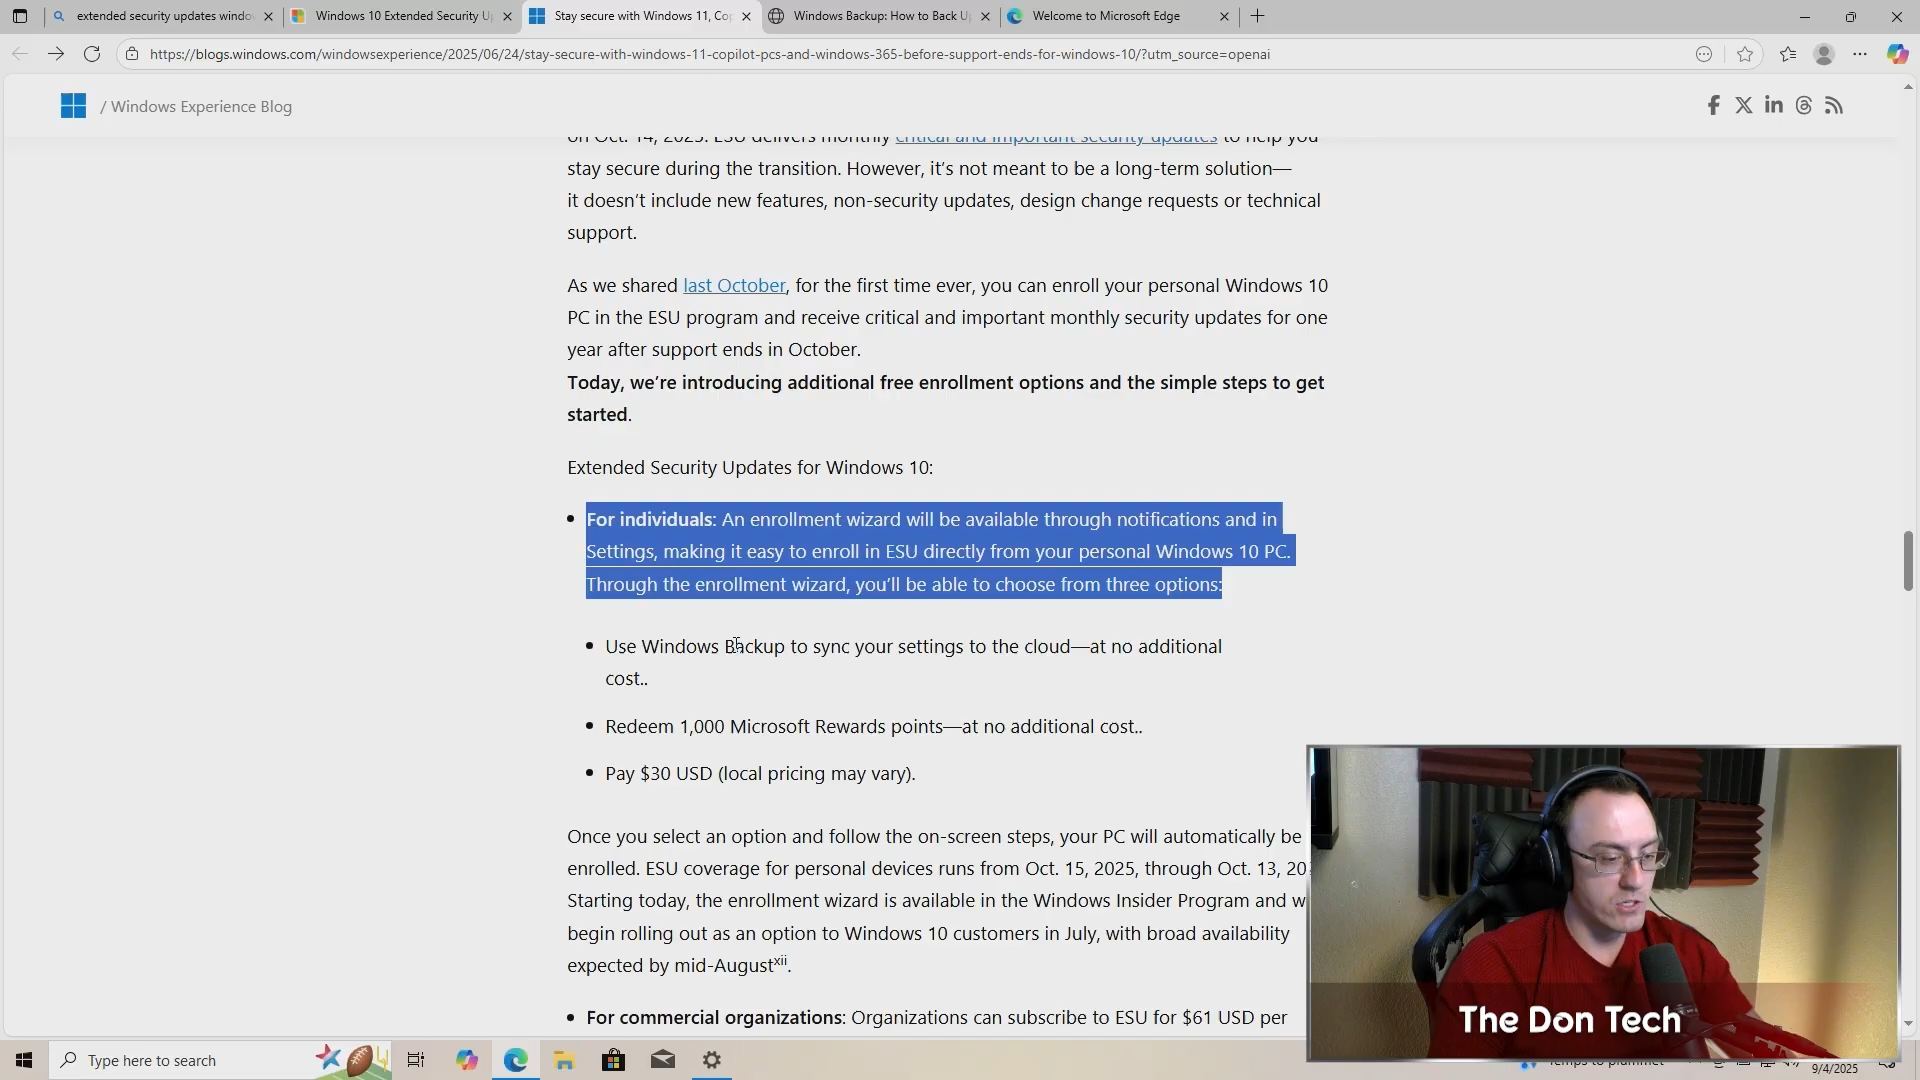 extended security updates windo
Windows 10 Extended Security U
Stay secure with Windows 11, Co
Windows Backup: How to Back U
Welcome to Microsoft Edge
https://blogs.windows.com/windowsexperience/2025/06/24/stay-secure-with-windows-11-copilot-pcs-and-windows-365-before-support-ends-for-windows-10/?utm_source=openai
/ Windows Experience Blog
on Oct. 14, 2025. ESU delivers monthly critical and important security updates to help you
stay secure during the transition. However, it's not meant to be a long-term solution—
it doesn't include new features, non-security updates, design change requests or technical
support.
As we shared last October, for the first time ever, you can enroll your personal Windows 10
PC in the ESU program and receive critical and important monthly security updates for one
year after support ends in October.
Today, we're introducing additional free enrollment options and the simple steps to get
started.
Extended Security Updates for Windows 10:
• For individuals: An enrollment wizard will be available through notifications and in
Settings, making it easy to enroll in ESU directly from your personal Windows 10 PC.
Through the enrollment wizard, you'll be able to choose from three options:
• Use Windows Backup to sync your settings to the cloud—at no additional
cost..
• Redeem 1,000 Microsoft Rewards points—at no additional cost..
• Pay $30 USD (local pricing may vary).
Once you select an option and follow the on-screen steps, your PC will automatically be
enrolled. ESU coverage for personal devices runs from Oct. 15, 2025, through Oct. 13, 20
Starting today, the enrollment wizard is available in the Windows Insider Program and w
begin rolling out as an option to Windows 10 customers in July, with broad availability
expected by mid-Augustxii.
• For commercial organizations: Organizations can subscribe to ESU for $61 USD per
The Don Tech
Type here to search
Temps to plummet
9/4/2025